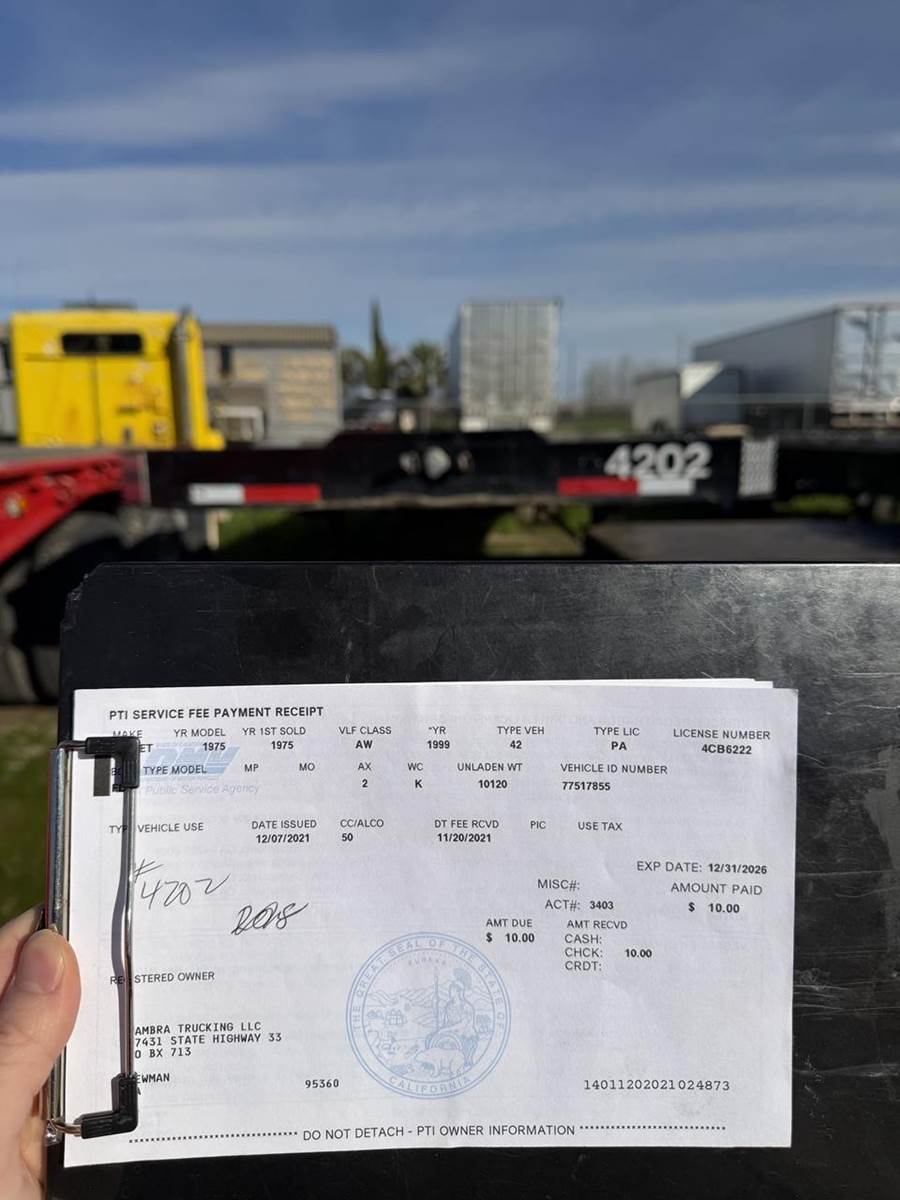 4202
PTI SERVICE FEE PAYMENT RECEIPT
MAKE YR MODEL YR 1ST SOLD VLF CLASS *YR TYPE VEH TYPE LIC LICENSE NUMBER
ET 1975 1975 AW 1999 42 PA 4CB6222
TYPE MODEL MP MO AX WC UNLADEN WT VEHICLE ID NUMBER
2 K 10120 77517855
Public Service Agency
TYP VEHICLE USE DATE ISSUED CC/ALCO DT FEE RCVD PIC USE TAX
12/07/2021 50 11/20/2021
EXP DATE: 12/31/2026
#4202
MISC#: AMOUNT PAID
ACT#: 3403 $ 10.00
AMT DUE AMT RECVD
$ 10.00 CASH:
CHCK: 10.00
CRDT:
RE STERED OWNER
THE GREAT SEAL OF THE STATE OF CALIFORNIA
EUREKA
AMBRA TRUCKING LLC
7431 STATE HIGHWAY 33
O BX 713
EWMAN 95360 14011202021024873
A
DO NOT DETACH - PTI OWNER INFORMATION